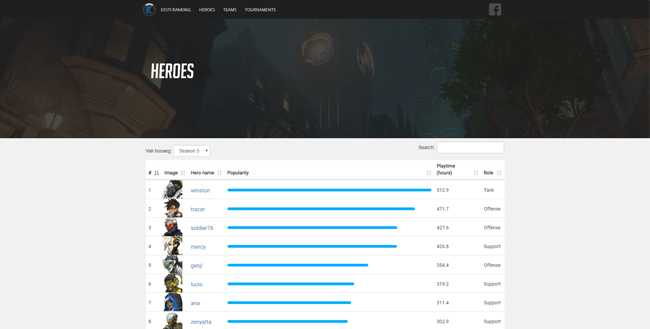 EESTI RANKING HEROES TEAMS TOURNAMENTS
HEROES
Vali hooaeg: Season 5
Search:
# Image Hero name Popularity Playtime (hours) Role
1 winston 512.9 Tank
2 tracer 471.7 Offense
3 soldier76 427.6 Offense
4 mercy 426.8 Support
5 genji 354.4 Offense
6 lucio 319.2 Support
7 ana 311.4 Support
8 zenyatta 302.9 Support